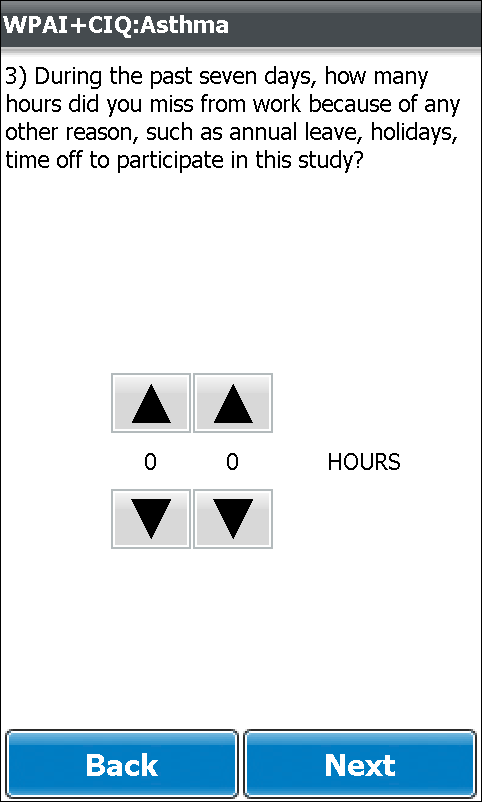 WPAI+CIQ:Asthma
3) During the past seven days, how many
hours did you miss from work because of any
other reason, such as annual leave, holidays,
time off to participate in this study?
0 0 HOURS
Back Next